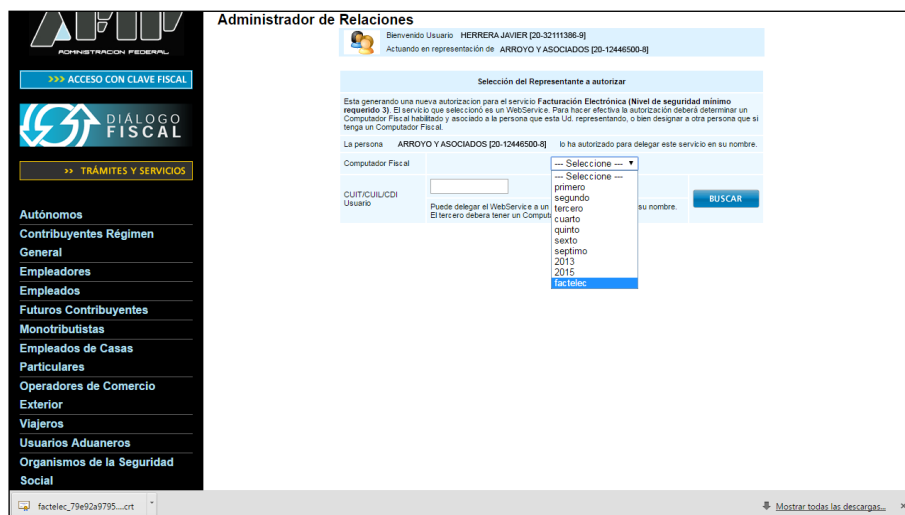 AFIP
ADMINISTRACION FEDERAL
>>> ACCESO CON CLAVE FISCAL
DIÁLOGO
FISCAL
>> TRÁMITES Y SERVICIOS
Autónomos
Contribuyentes Régimen
General
Empleadores
Empleados
Futuros Contribuyentes
Monotributistas
Empleados de Casas
Particulares
Operadores de Comercio
Exterior
Viajeros
Usuarios Aduaneros
Organismos de la Seguridad
Social
Administrador de Relaciones
Bienvenido Usuario HERRERA JAVIER [20-32111386-9]
Actuando en representación de ARROYO Y ASOCIADOS [20-12446500-8]
Selección del Representante a autorizar
Esta generando una nueva autorizacion para el servicio Facturación Electrónica (Nivel de seguridad mínimo
requerido 3). El servicio que seleccionó es un WebService. Para hacer efectiva la autorización deberá determinar un
Computador Fiscal habilitado y asociado a la persona que esta Ud. representando, o bien designar a otra persona que si
tenga un Computador Fiscal.
La persona ARROYO Y ASOCIADOS [20-12446500-8] lo ha autorizado para delegar este servicio en su nombre.
Computador Fiscal
--- Seleccione ---
--- Seleccione ---
primero
segundo
tercero
cuarto
quinto
sexto
septimo
2013
2015
factelec
CUIT/CUIL/CDI
Usuario
Puede delegar el WebService a un su nombre.
El tercero debera tener un Comput
BUSCAR
factelec_79e92a9795....crt
Mostrar todas las descargas...